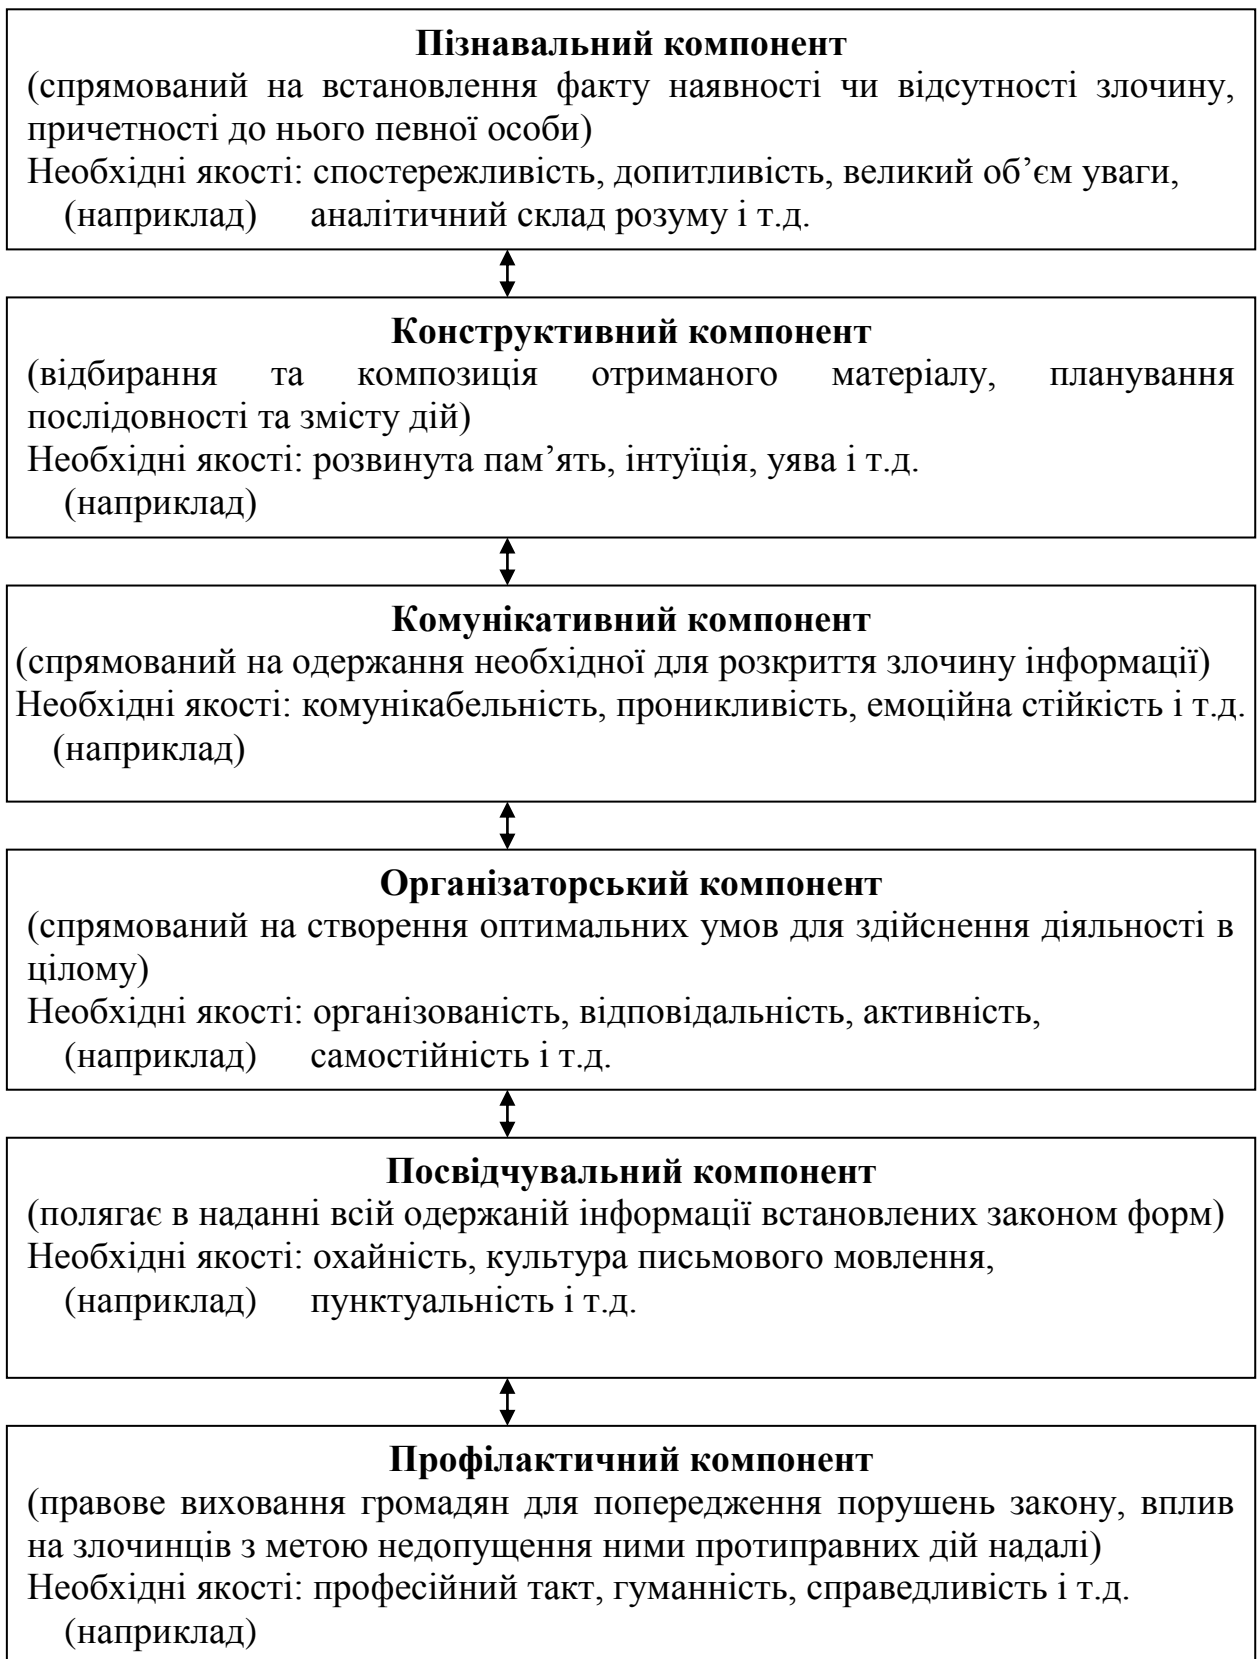 Пізнавальний компонент
(спрямований на встановлення факту наявності чи відсутності злочину,
причетності до нього певної особи)
Необхідні якості: спостережливість, допитливість, великий об’єм уваги,
(наприклад) аналітичний склад розуму і т.д.
Конструктивний компонент
(відбирання та композиція отриманого матеріалу, планування
послідовності та змісту дій)
Необхідні якості: розвинута пам’ять, інтуїція, уява і т.д.
(наприклад)
Комунікативний компонент
(спрямований на одержання необхідної для розкриття злочину інформації)
Необхідні якості: комунікабельність, проникливість, емоційна стійкість і т.д.
(наприклад)
Організаторський компонент
(спрямований на створення оптимальних умов для здійснення діяльності в
цілому)
Необхідні якості: організованість, відповідальність, активність,
(наприклад) самостійність і т.д.
Посвідчувальний компонент
(полягає в наданні всій одержаній інформації встановлених законом форм)
Необхідні якості: охайність, культура письмового мовлення,
(наприклад) пунктуальність і т.д.
Профілактичний компонент
(правове виховання громадян для попередження порушень закону, вплив
на злочинців з метою недопущення ними протиправних дій надалі)
Необхідні якості: професійний такт, гуманність, справедливість і т.д.
(наприклад)